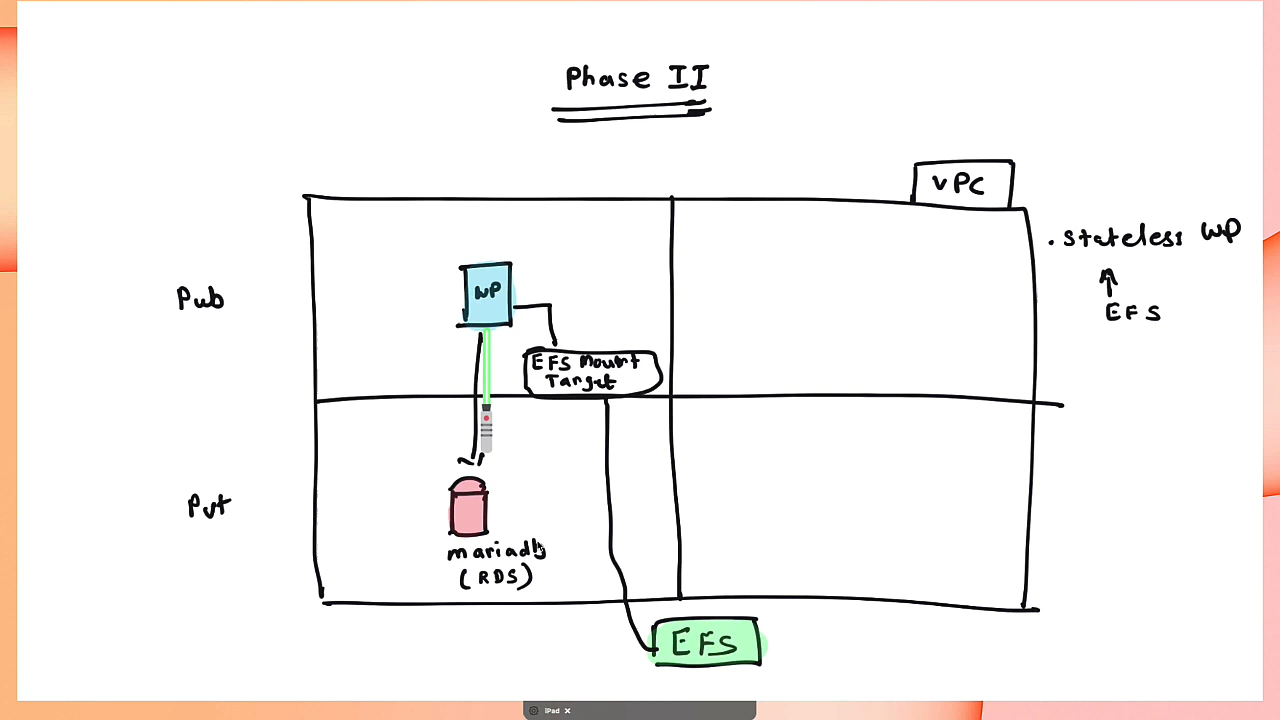 Phase II
VPC
. Stateless WP
EFS
Pub
WP
EFS Mount
Target
Pvt
mariadb
(RDS)
EFS
iPad